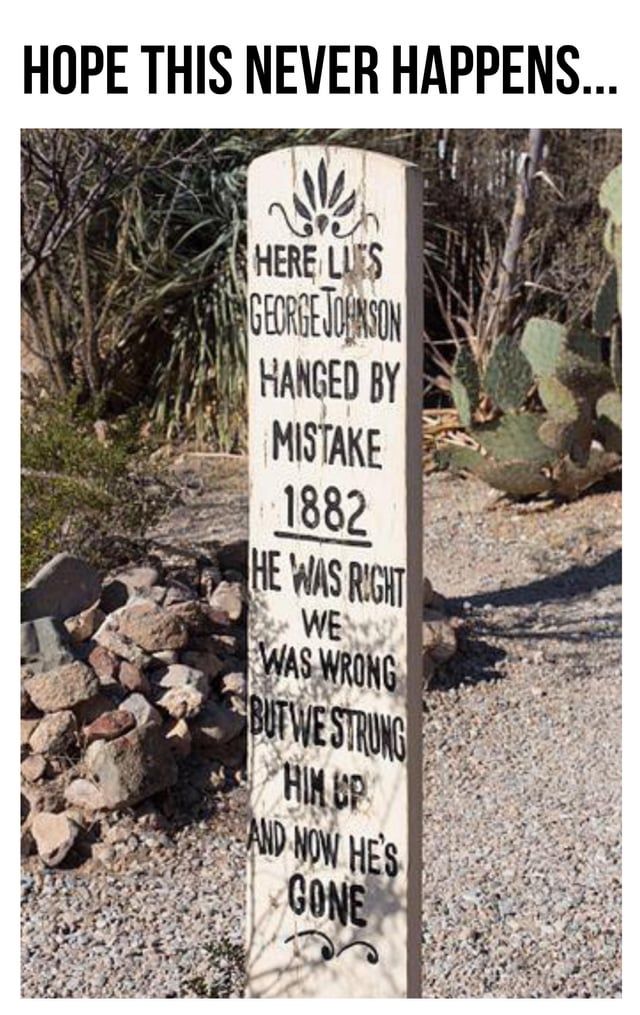 HOPE THIS NEVER HAPPENS...
HERE LIES
GEORGE JOHNSON
HANGED BY
MISTAKE
1882
HE WAS RIGHT
WE
WAS WRONG
BUT WE STRUNG
HIM UP
AND NOW HE'S
GONE